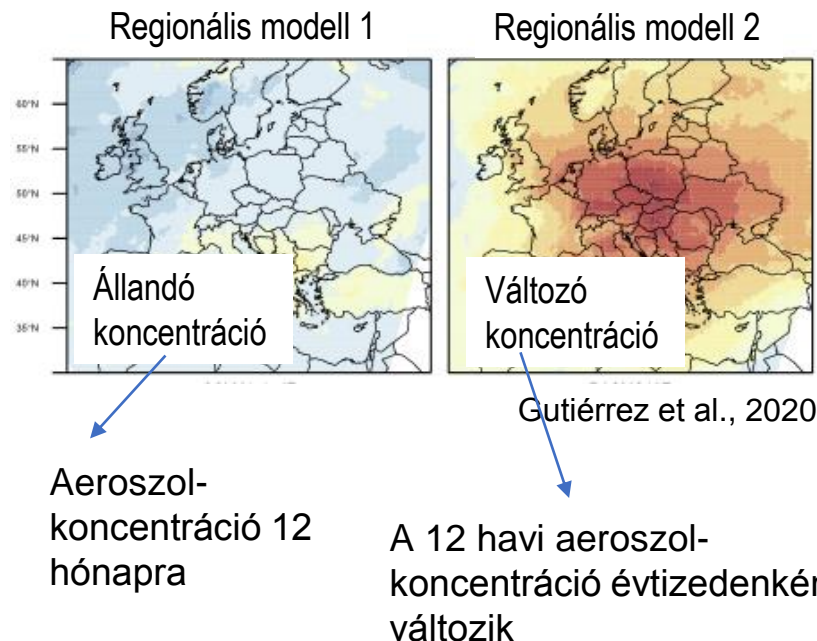 Regionális modell 1
Regionális modell 2
60°N
55°N
50°N
45°N
40°N
35°N
Állandó
koncentráció
Változó
koncentráció
Gutiérrez et al., 2020
Aeroszol-
koncentráció 12
hónapra
A 12 havi aeroszol-
koncentráció évtizedenkén
változik